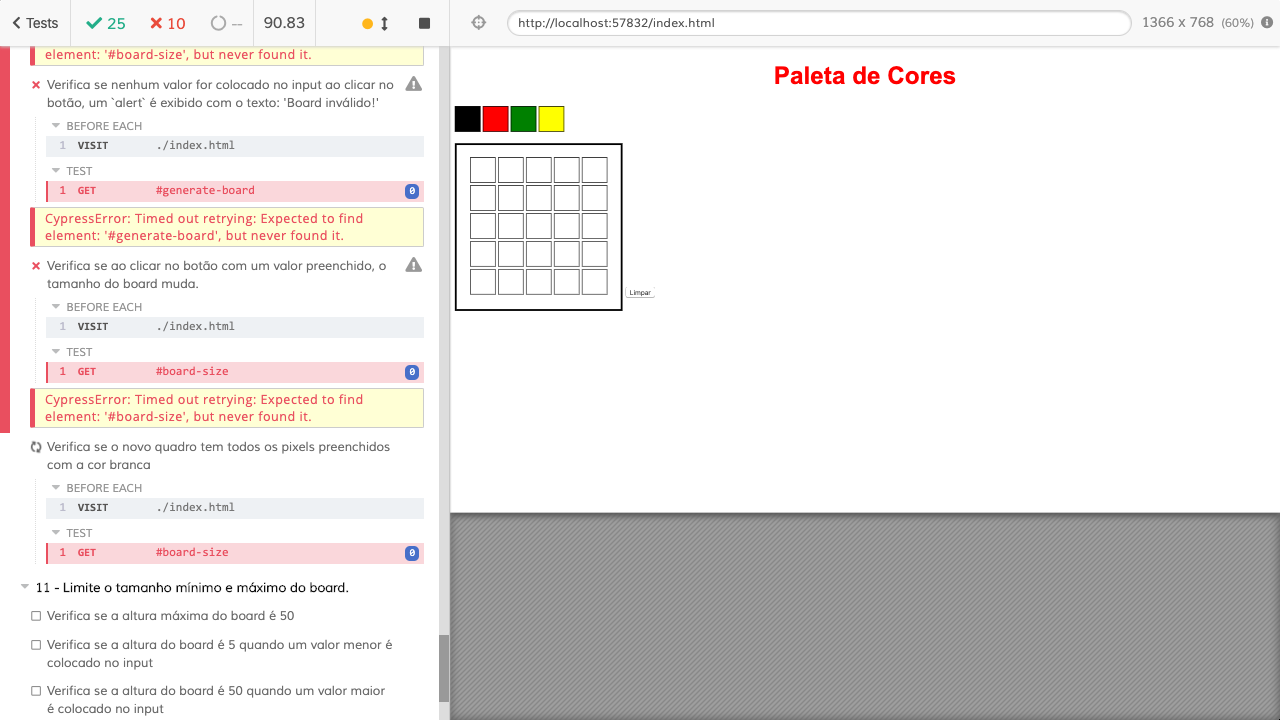 Tests 25 10 -- 90.83
http://localhost:57832/index.html 1366 x 768 (60%)
element: '#board-size', but never found it.
Verifica se nenhum valor for colocado no input ao clicar no
botão, um `alert` é exibido com o texto: 'Board inválido!'
BEFORE EACH
1 VISIT ./index.html
TEST
1 GET #generate-board 0
CypressError: Timed out retrying: Expected to find
element: '#generate-board', but never found it.
Verifica se ao clicar no botão com um valor preenchido, o
tamanho do board muda.
BEFORE EACH
1 VISIT ./index.html
TEST
1 GET #board-size 0
CypressError: Timed out retrying: Expected to find
element: '#board-size', but never found it.
Verifica se o novo quadro tem todos os pixels preenchidos
com a cor branca
BEFORE EACH
1 VISIT ./index.html
TEST
1 GET #board-size 0
11 - Limite o tamanho mínimo e máximo do board.
Verifica se a altura máxima do board é 50
Verifica se a altura do board é 5 quando um valor menor é
colocado no input
Verifica se a altura do board é 50 quando um valor maior
é colocado no input
Paleta de Cores
Limpar